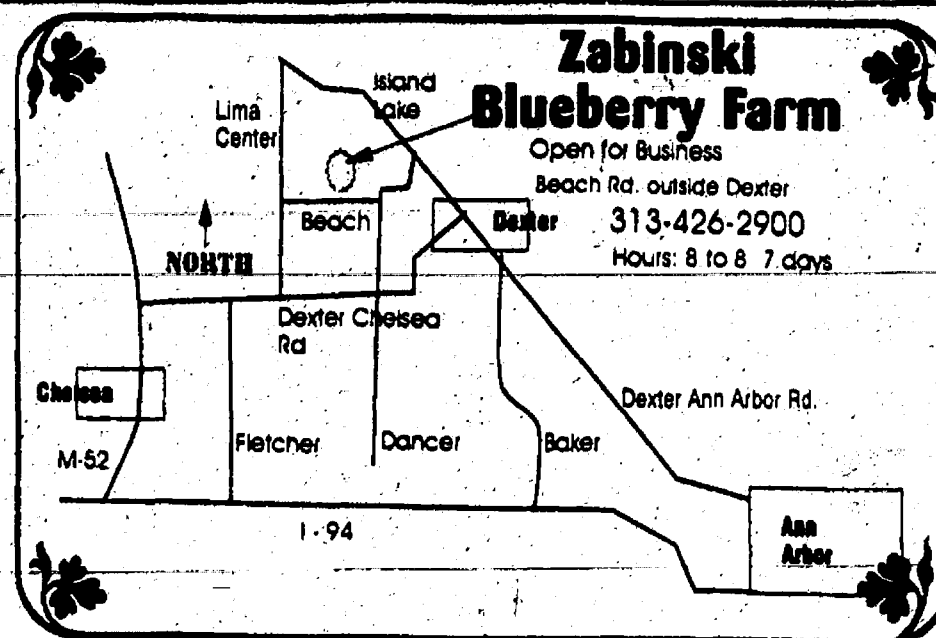 Zabinski
Blueberry Farm
Open for Business
Beach Rd. outside Dexter
313-426-2900
Hours: 8 to 8 7 days
Island
Lake
Lima
Center
Beach
Dexter
NORTH
Dexter Chelsea
Rd
Chelsea
Dexter Ann Arbor Rd.
Fletcher
Dancer
Baker
M-52
I-94
Ann
Arbor